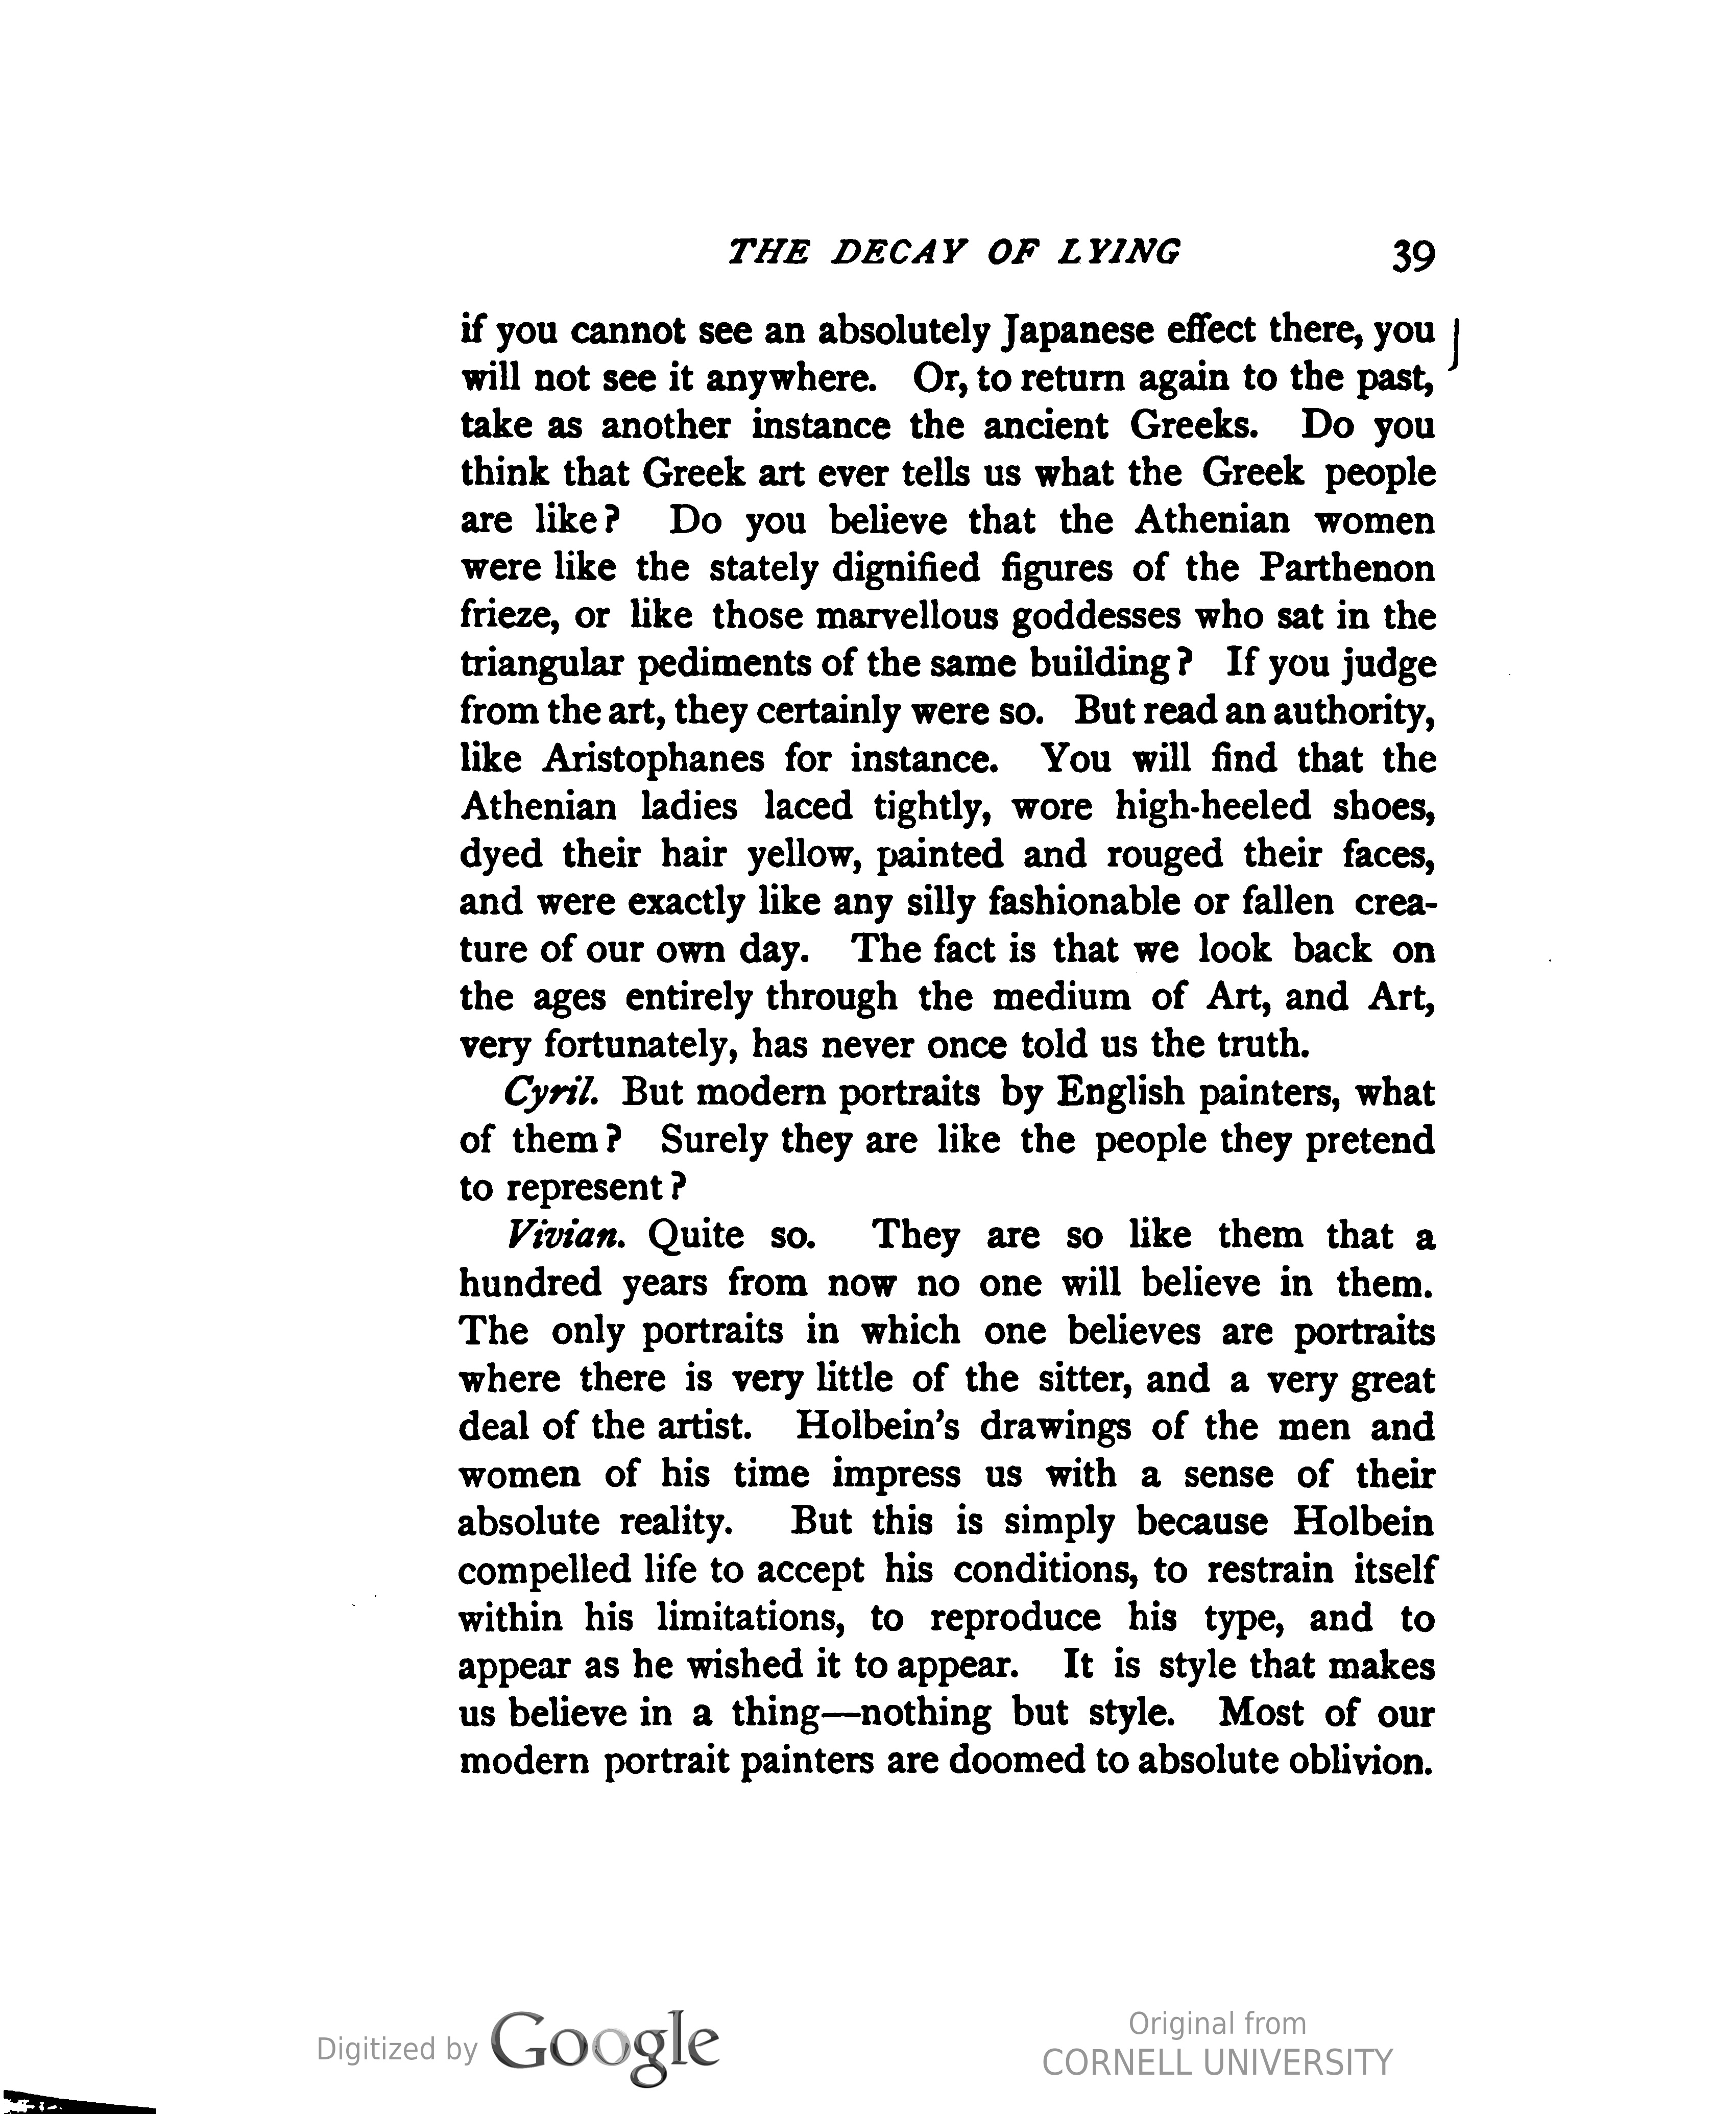 THE DECAY OF LYING 39
if you cannot see an absolutely Japanese effect there, you
will not see it anywhere. Or, to return again to the past,
take as another instance the ancient Greeks. Do you
think that Greek art ever tells us what the Greek people
are like? Do you believe that the Athenian women
were like the stately dignified figures of the Parthenon
frieze, or like those marvellous goddesses who sat in the
triangular pediments of the same building? If you judge
from the art, they certainly were so. But read an authority,
like Aristophanes for instance. You will find that the
Athenian ladies laced tightly, wore high-heeled shoes,
dyed their hair yellow, painted and rouged their faces,
and were exactly like any silly fashionable or fallen crea-
ture of our own day. The fact is that we look back on
the ages entirely through the medium of Art, and Art,
very fortunately, has never once told us the truth.
Cyril. But modern portraits by English painters, what
of them? Surely they are like the people they pretend
to represent?
Vivian. Quite so. They are so like them that a
hundred years from now no one will believe in them.
The only portraits in which one believes are portraits
where there is very little of the sitter, and a very great
deal of the artist. Holbein's drawings of the men and
women of his time impress us with a sense of their
absolute reality. But this is simply because Holbein
compelled life to accept his conditions, to restrain itself
within his limitations, to reproduce his type, and to
appear as he wished it to appear. It is style that makes
us believe in a thing—nothing but style. Most of our
modern portrait painters are doomed to absolute oblivion.
Digitized by Google
Original from
CORNELL UNIVERSITY